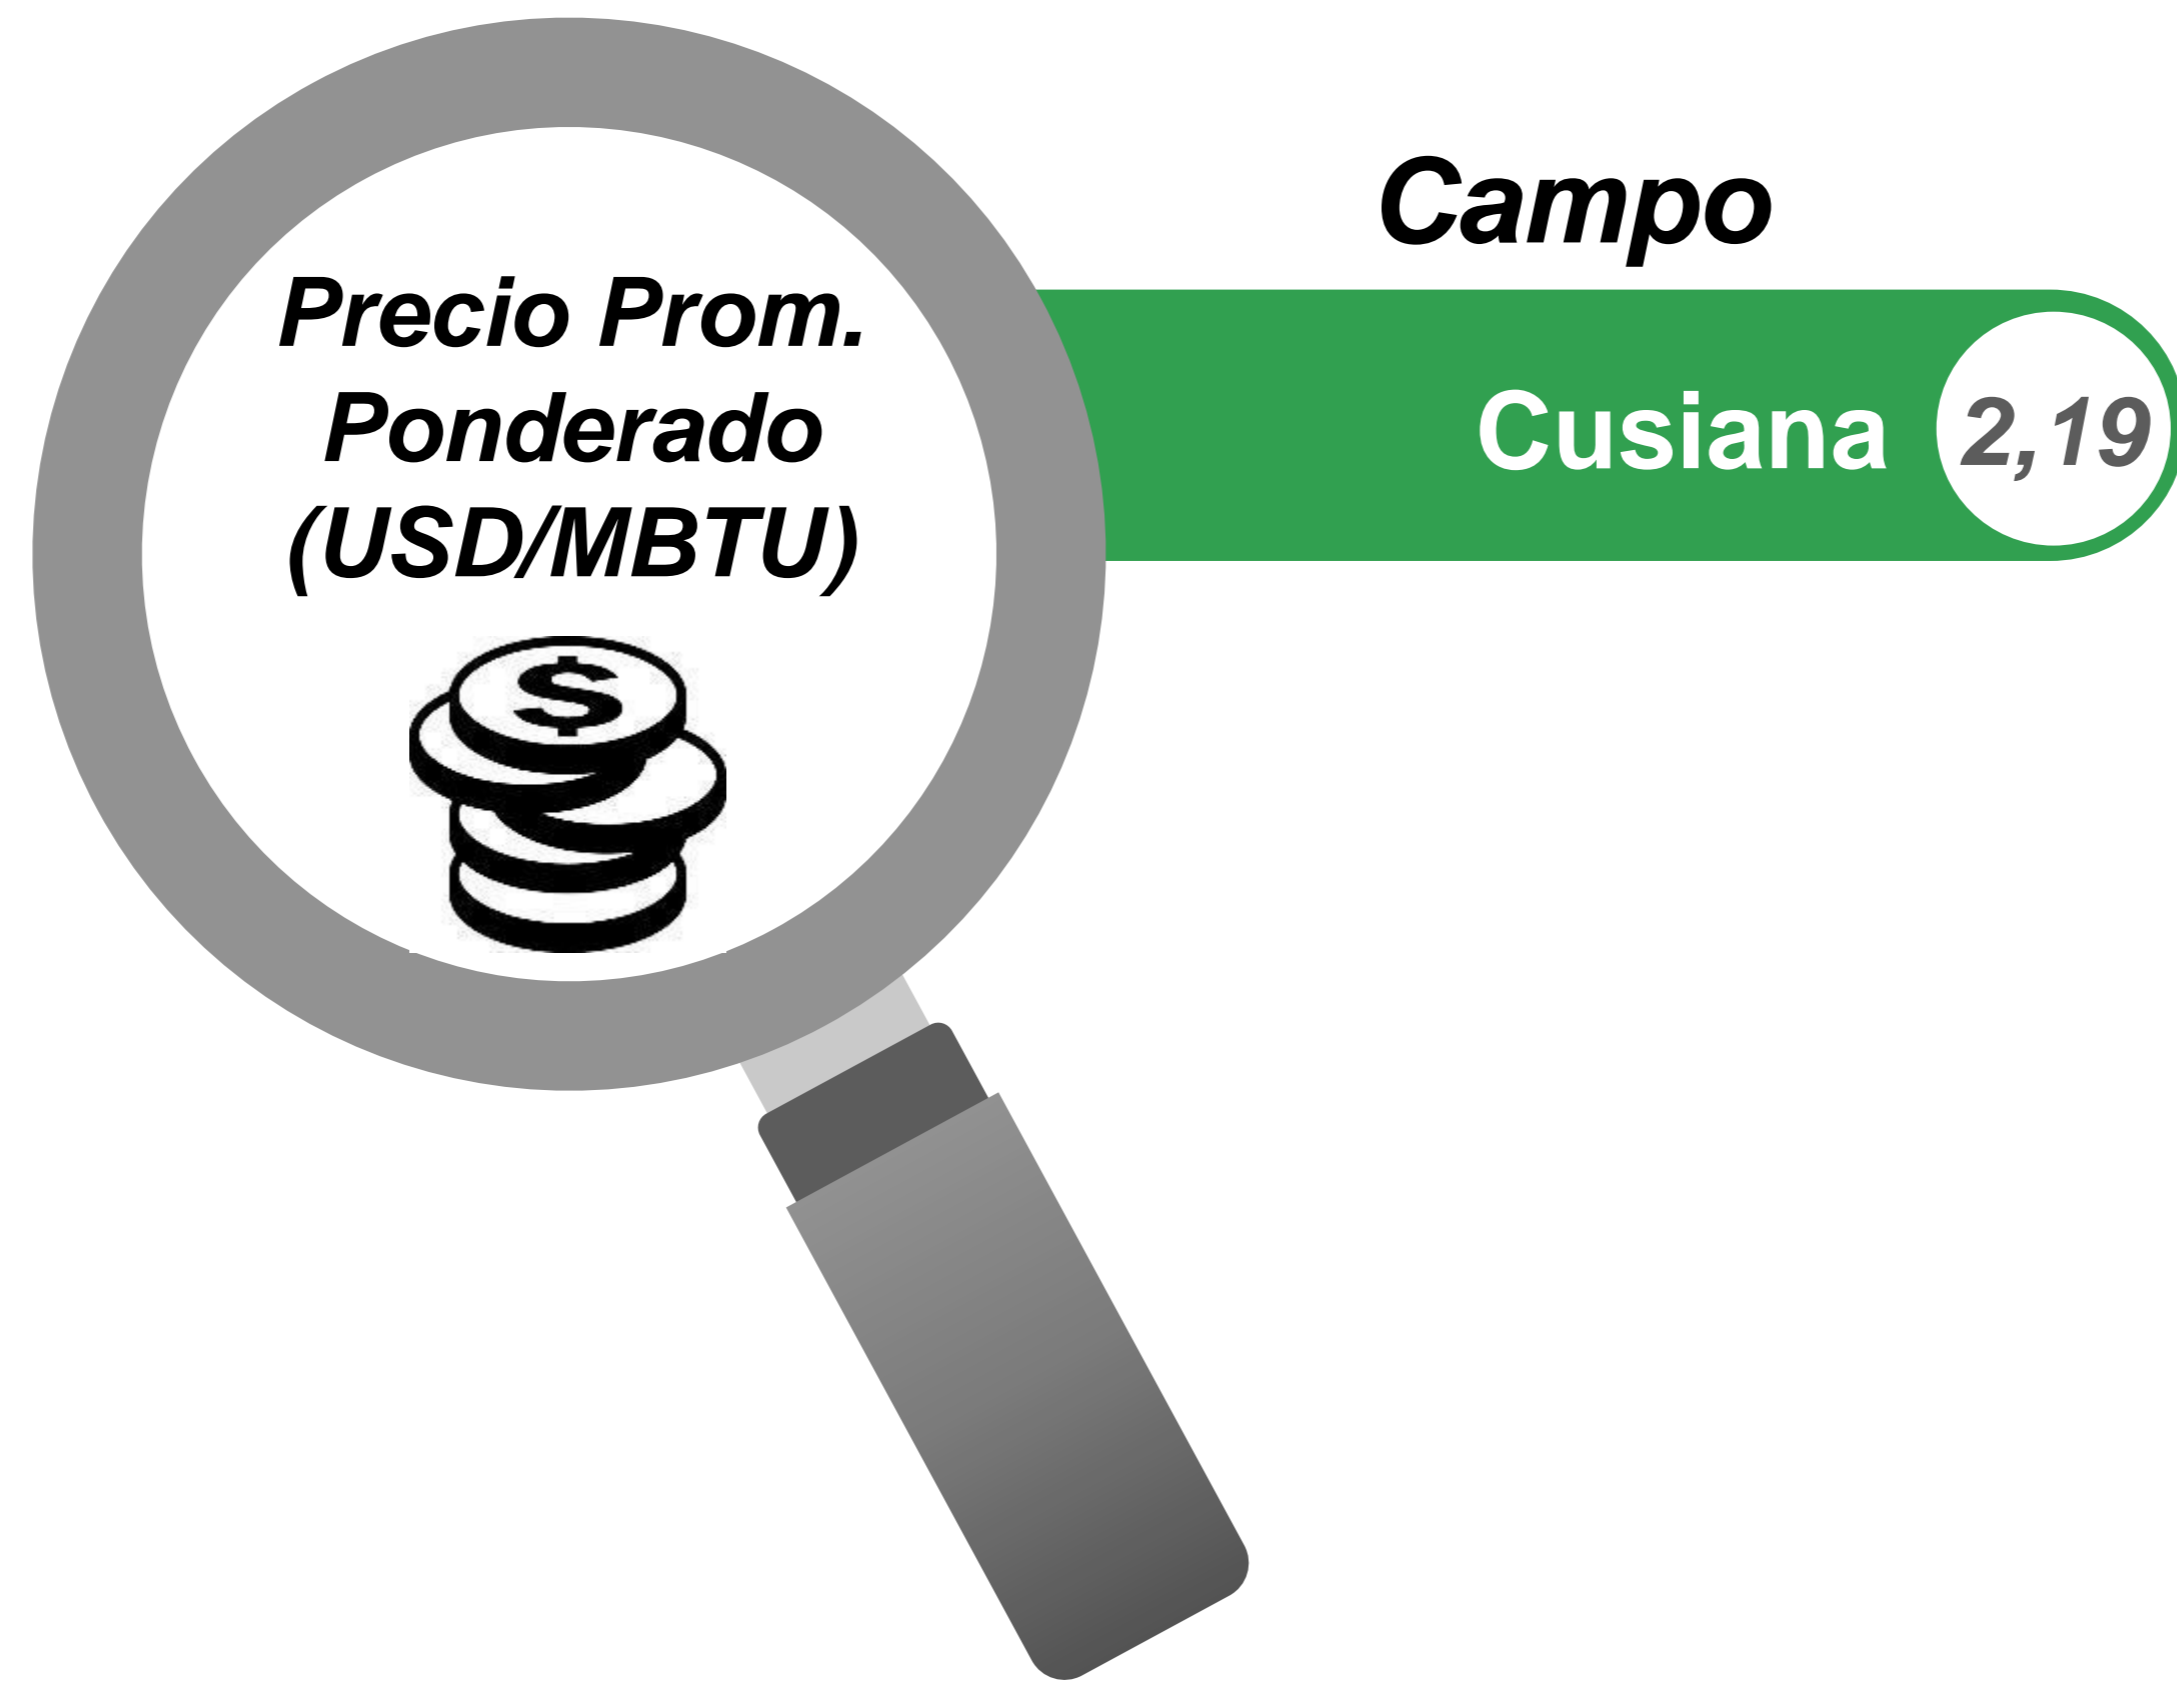 Precio Prom.
Ponderado
(USD/MBTU)
$
Campo
Cusiana
2,19